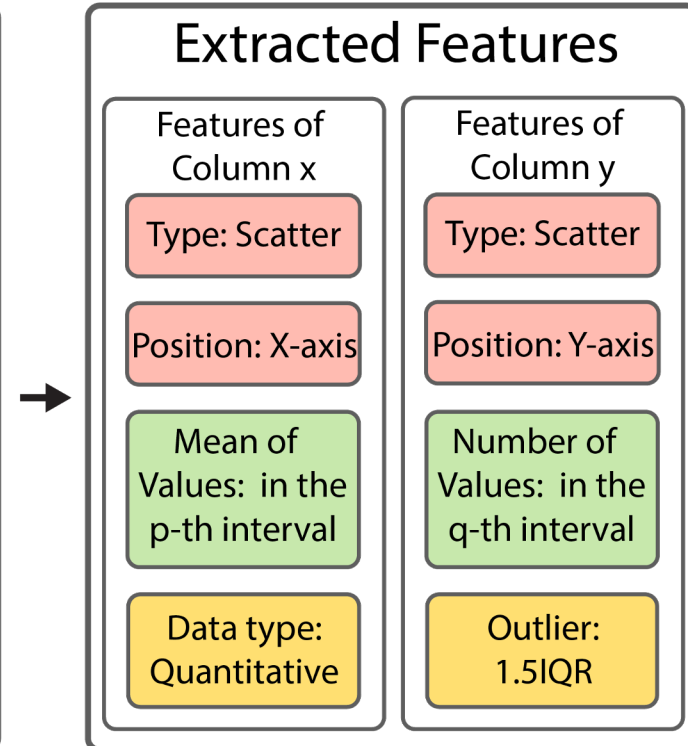 Extracted Features
Features of
Column x
Type: Scatter
Position: X-axis
Mean of
Values:  in the
p-th interval
Data type:
Quantitative
Features of
Column y
Type: Scatter
Position: Y-axis
Number of
Values:  in the
q-th interval
Outlier:
1.5IQR